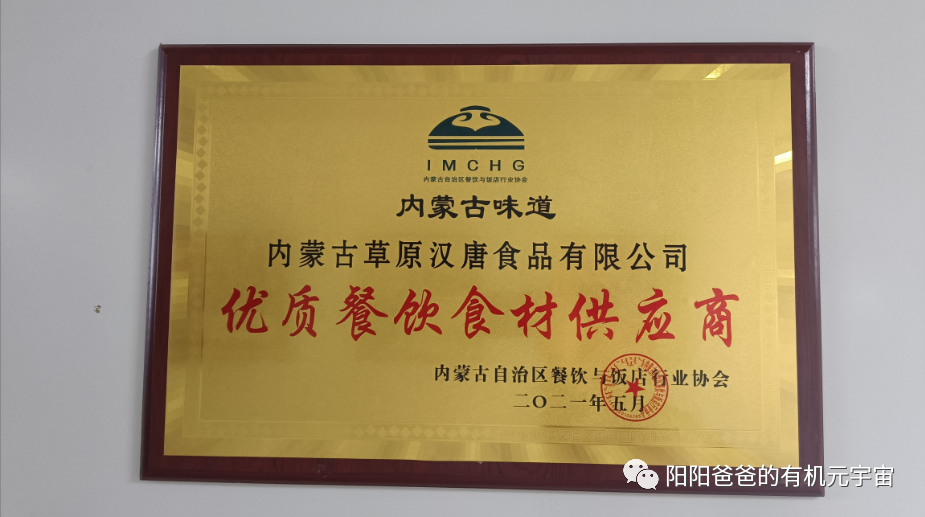 IMCHG
内蒙古自治区餐饮与饭店行业协会
内蒙古味道
内蒙古草原汉唐食品有限公司
优质餐饮食材供应商
内蒙古自治区餐饮与饭店行业协会
二〇二一年五月
阳阳爸爸的有机元宇宙